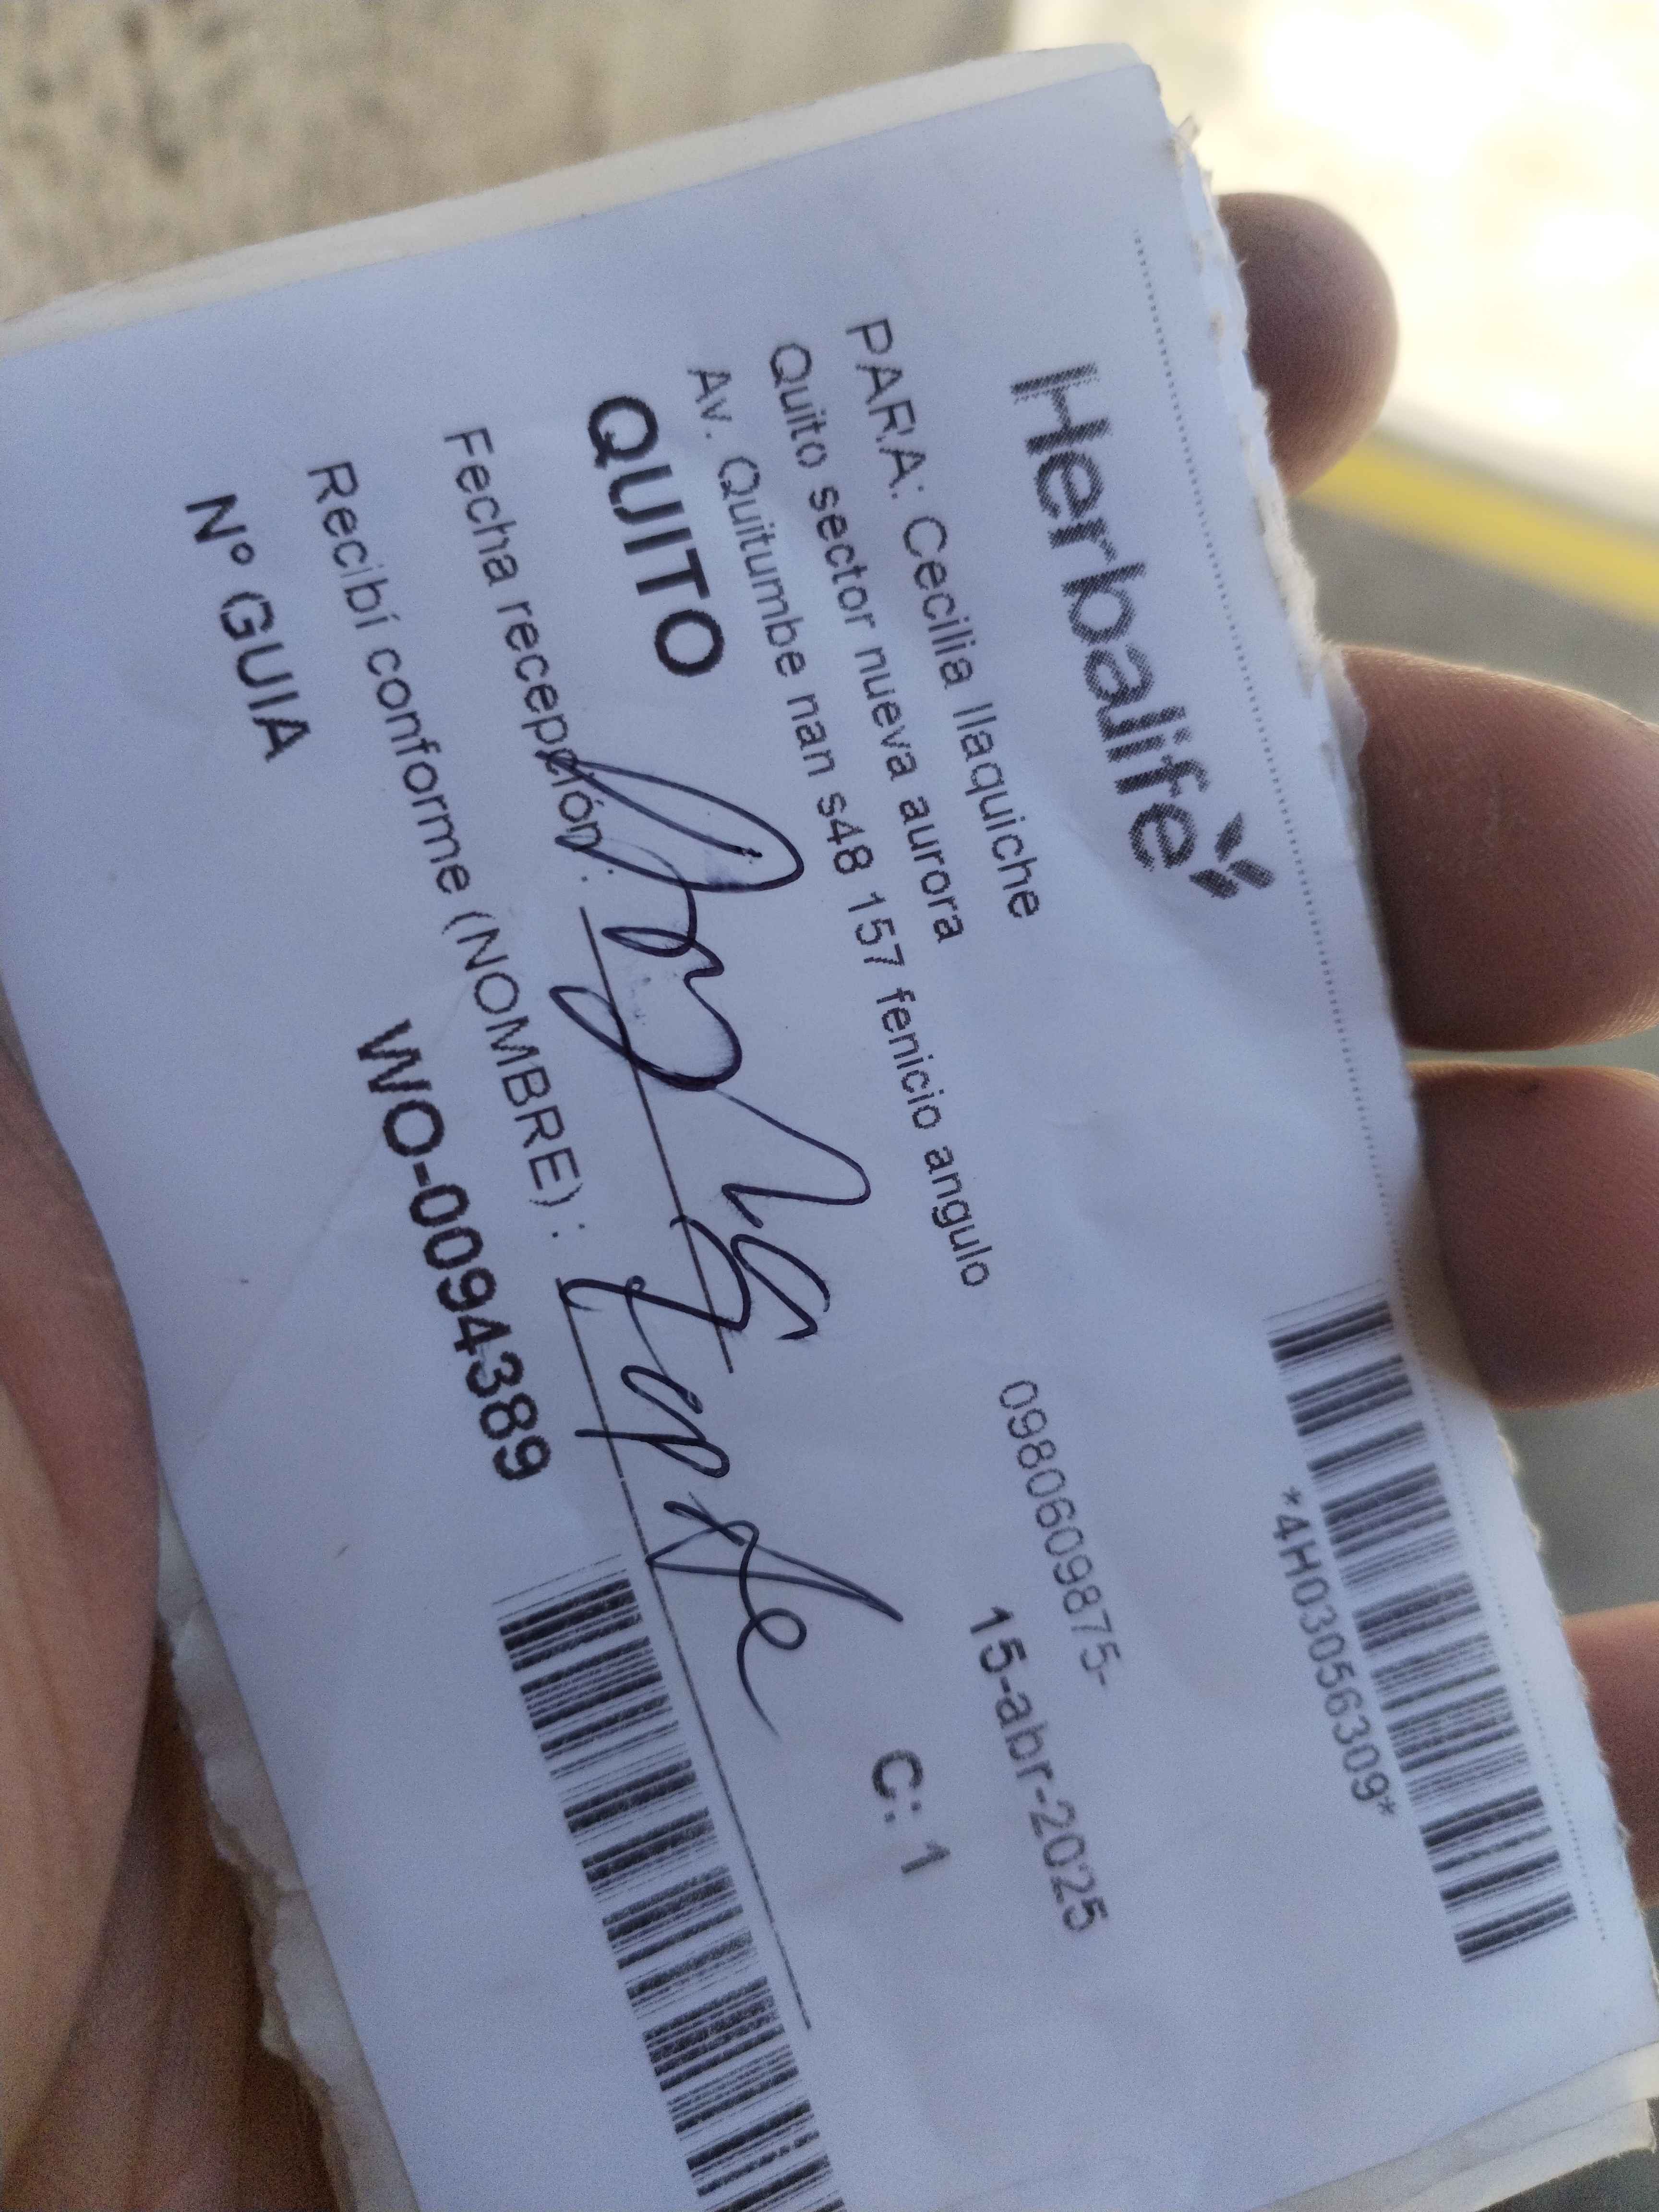 Herbalife
*4H03056309*
PARA: Cecilia llaquiche
Quito sector nueva aurora
Av. Quitumbe nan s48 157 fenicio angulo
0980609875-
QUITO
15-abr-2025
Fecha recepción:
C: 1
Recibí conforme (NOMBRE):
Nº GUIA
WO-0094389